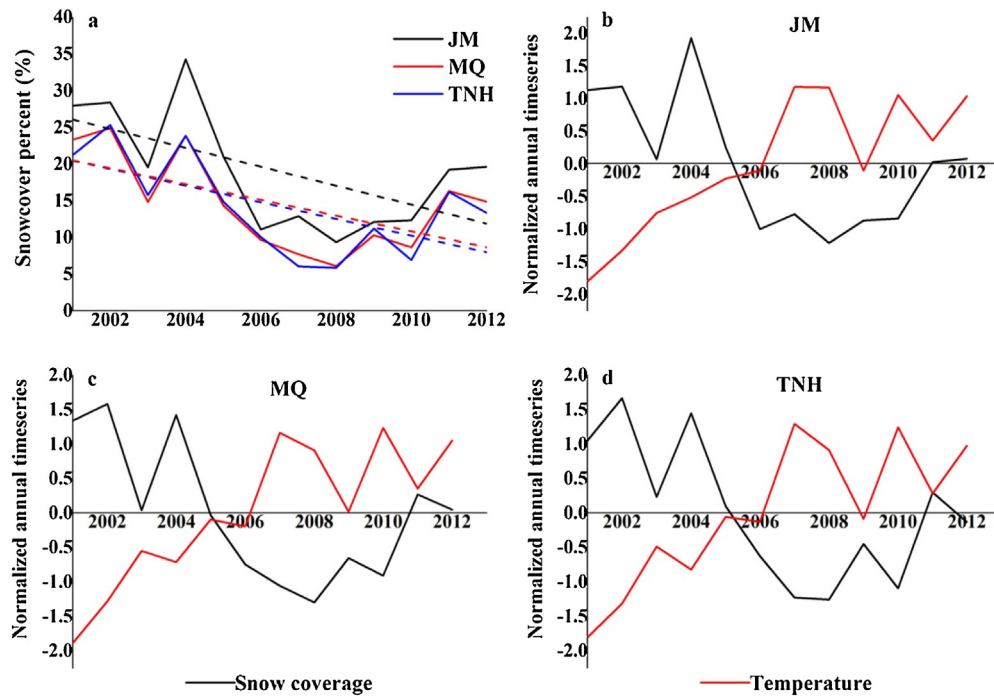 a
40
35
30
25
20
15
10
5
0
Snowcover percent (%)
JM
MQ
TNH
2002 2004 2006 2008 2010 2012
b
JM
2.0
1.5
1.0
0.5
0.0
-0.5
-1.0
-1.5
-2.0
Normalized annual timeseries
2002 2004 2006 2008 2010 2012
c
MQ
2.0
1.5
1.0
0.5
0.0
-0.5
-1.0
-1.5
-2.0
Normalized annual timeseries
2002 2004 2006 2008 2010 2012
d
TNH
2.0
1.5
1.0
0.5
0.0
-0.5
-1.0
-1.5
-2.0
Normalized annual timeseries
2002 2004 2006 2008 2010 2012
Snow coverage
Temperature